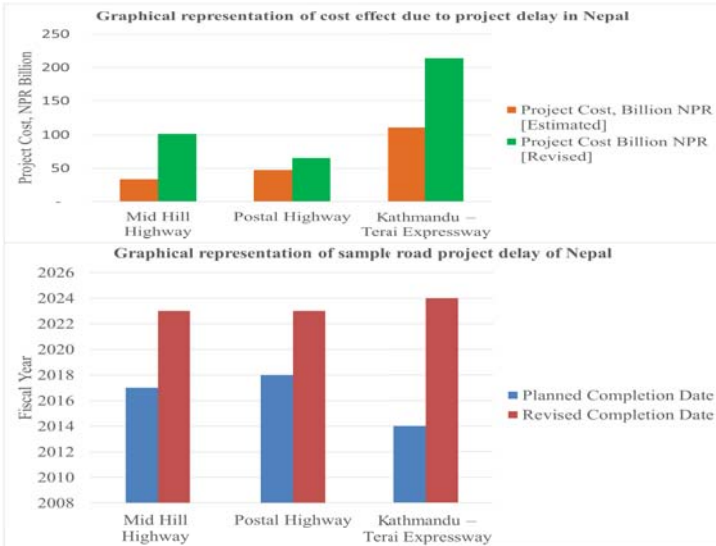 Graphical representation of cost effect due to project delay in Nepal
Project Cost, NPR Billion
250
200
150
100
50
-
Mid Hill
Highway
Postal Highway
Kathmandu –
Terai Expressway
Project Cost, Billion NPR
[Estimated]
Project Cost Billion NPR
[Revised]
Graphical representation of sample road project delay of Nepal
Fiscal Year
2026
2024
2022
2020
2018
2016
2014
2012
2010
2008
Mid Hill
Highway
Postal Highway
Kathmandu –
Terai Expressway
Planned Completion Date
Revised Completion Date